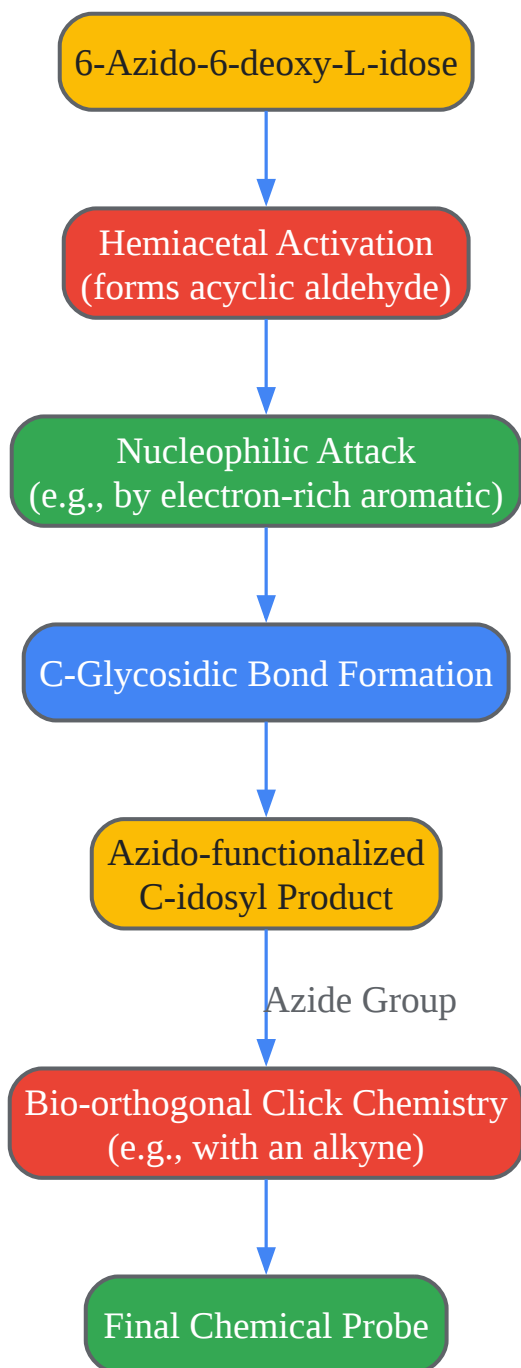 6-Azido-6-deoxy-L-idose
Hemiacetal Activation
(forms acyclic aldehyde)
Nucleophilic Attack
(e.g., by electron-rich aromatic)
C-Glycosidic Bond Formation
Azido-functionalized
C-idosyl Product
Azide Group
Bio-orthogonal Click Chemistry
(e.g., with an alkyne)
Final Chemical Probe